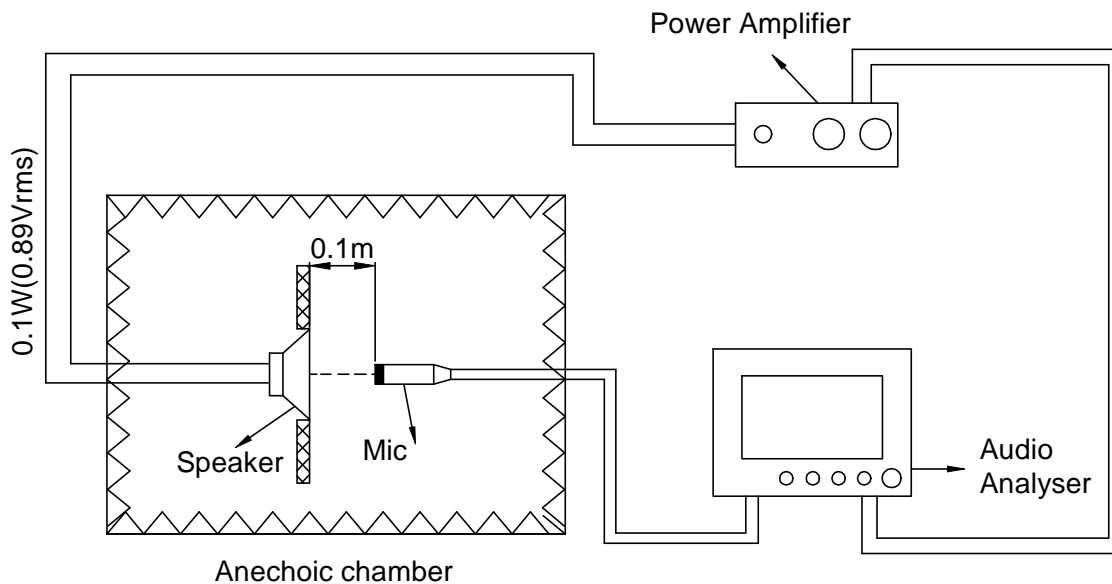 Power Amplifier
0.1W(0.89Vrms)
0.1m
Speaker
Mic
Audio
Analyser
Anechoic chamber